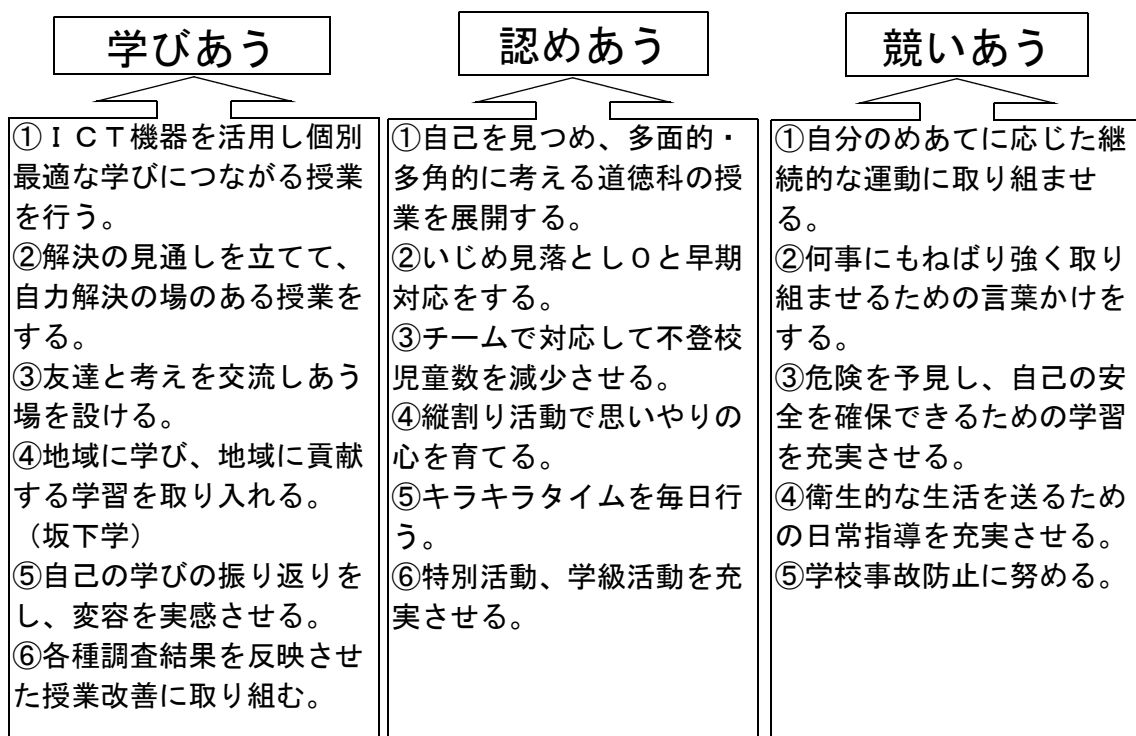 学びあう
①ＩＣＴ機器を活用し個別
最適な学びにつながる授業
を行う。
②解決の見通しを立てて、
自力解決の場のある授業を
する。
③友達と考えを交流しあう
場を設ける。
④地域に学び、地域に貢献
する学習を取り入れる。
（坂下学）
⑤自己の学びの振り返りを
し、変容を実感させる。
⑥各種調査結果を反映させ
た授業改善に取り組む。
認めあう
①自己を見つめ、多面的・
多角的に考える道徳科の授
業を展開する。
②いじめ見落とし０と早期
対応をする。
③チームで対応して不登校
児童数を減少させる。
④縦割り活動で思いやりの
心を育てる。
⑤キラキラタイムを毎日行
う。
⑥特別活動、学級活動を充
実させる。
競いあう
①自分のめあてに応じた継
続的な運動に取り組ませ
る。
②何事にもねばり強く取り
組ませるための言葉かけを
する。
③危険を予見し、自己の安
全を確保できるための学習
を充実させる。
④衛生的な生活を送るため
の日常指導を充実させる。
⑤学校事故防止に努める。